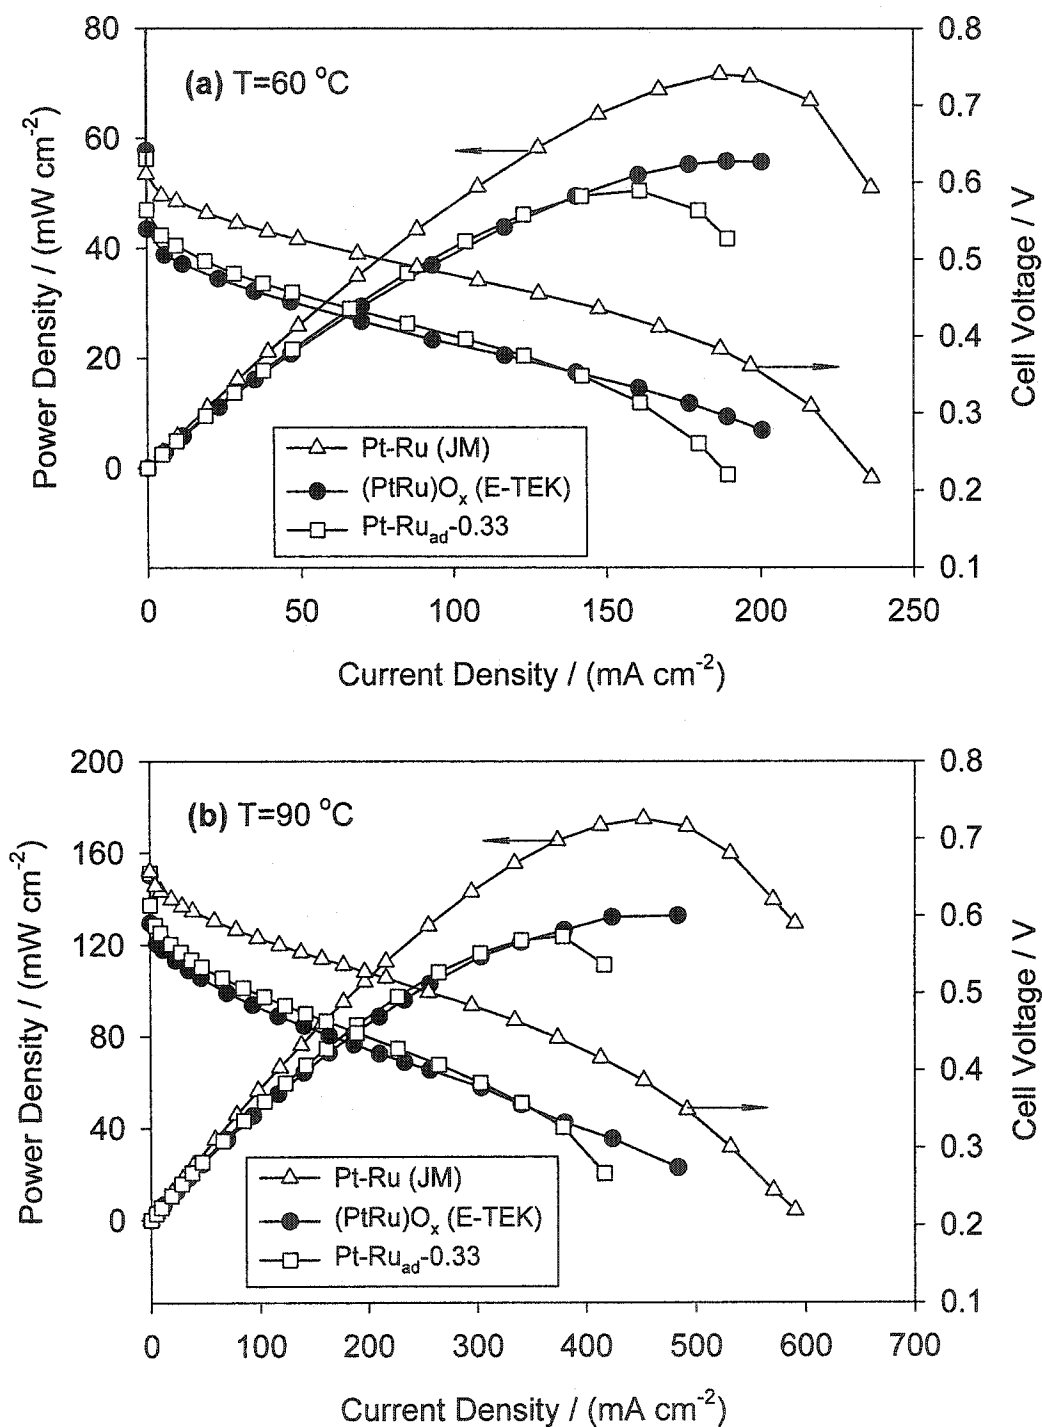 80
60
40
20
0
Power Density / (mW cm⁻²)
(a) T=60 °C
0.8
0.7
0.6
0.5
0.4
0.3
0.2
0.1
Cell Voltage / V
Pt-Ru (JM)
(PtRu)Oₓ (E-TEK)
Pt-Ru_ad-0.33
0 50 100 150 200 250
Current Density / (mA cm⁻²)
200
160
120
80
40
0
Power Density / (mW cm⁻²)
(b) T=90 °C
0.8
0.7
0.6
0.5
0.4
0.3
0.2
0.1
Cell Voltage / V
Pt-Ru (JM)
(PtRu)Oₓ (E-TEK)
Pt-Ru_ad-0.33
0 100 200 300 400 500 600 700
Current Density / (mA cm⁻²)